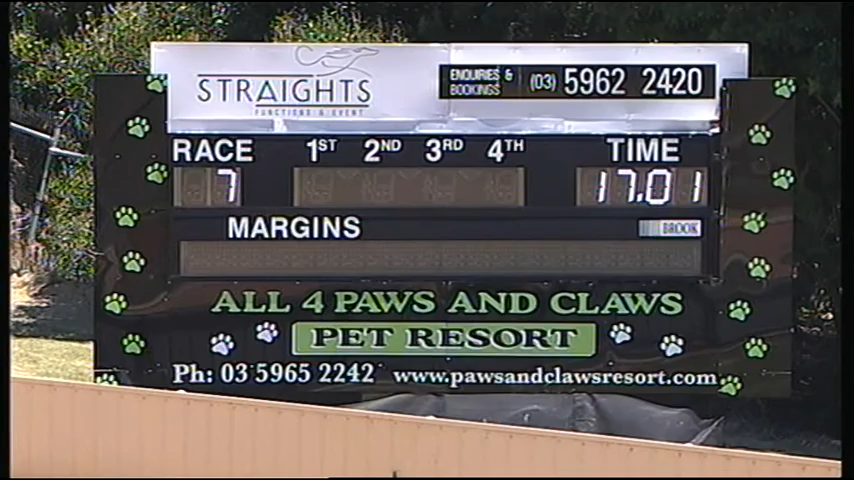 STRAIGHTS
FUNCTIONS & EVENT
ENQUIRIES &
BOOKINGS
(03) 5962 2420
RACE 1ST 2ND 3RD 4TH TIME
7 17.01
MARGINS
BROOK
ALL 4 PAWS AND CLAWS
PET RESORT
Ph: 03 5965 2242 www.pawsandclawsresort.com